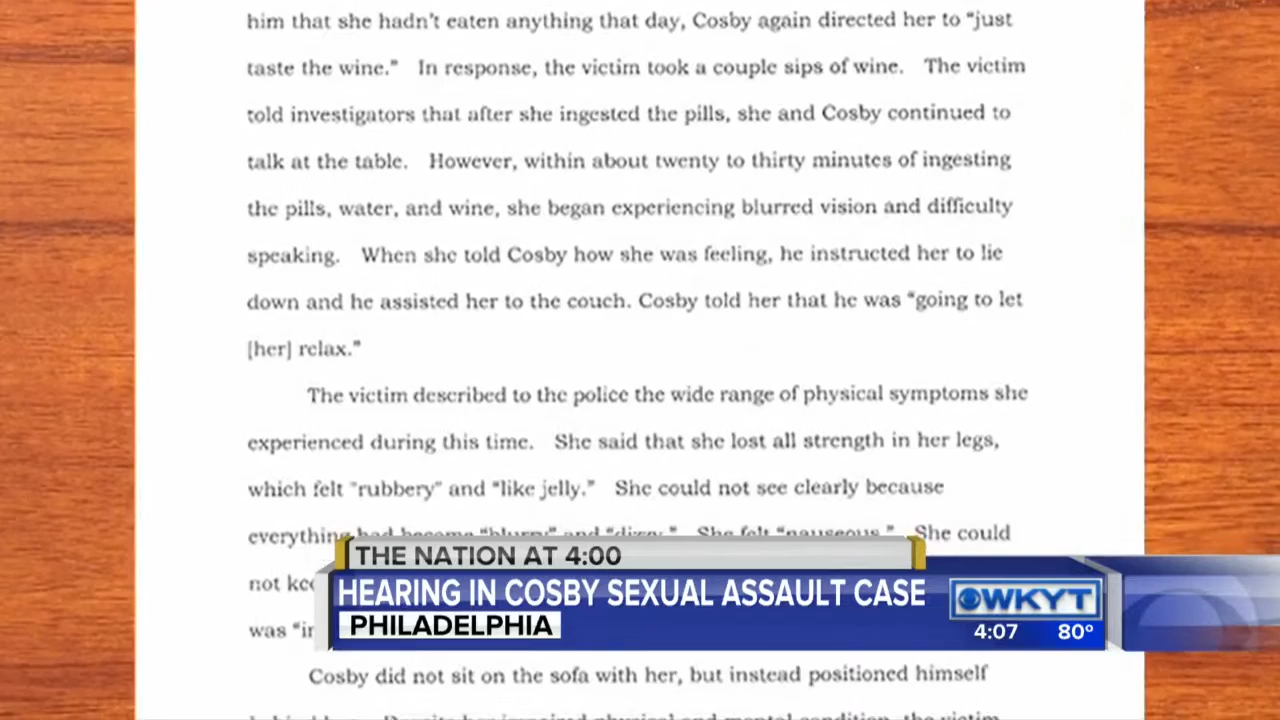 him that she hadn't eaten anything that day, Cosby again directed her to "just
taste the wine." In response, the victim took a couple sips of wine. The victim
told investigators that after she ingested the pills, she and Cosby continued to
talk at the table. However, within about twenty to thirty minutes of ingesting
the pills, water, and wine, she began experiencing blurred vision and difficulty
speaking. When she told Cosby how she was feeling, he instructed her to lie
down and he assisted her to the couch. Cosby told her that he was "going to let
[her] relax."
The victim described to the police the wide range of physical symptoms she
experienced during this time. She said that she lost all strength in her legs,
which felt "rubbery" and "like jelly." She could not see clearly because
everything had become "blurry" and "dizzy." She felt "nauseous." She could
not
was
Cosby did not sit on the sofa with her, but instead positioned himself
THE NATION AT 4:00
HEARING IN COSBY SEXUAL ASSAULT CASE
PHILADELPHIA
WKYT
4:07 80°